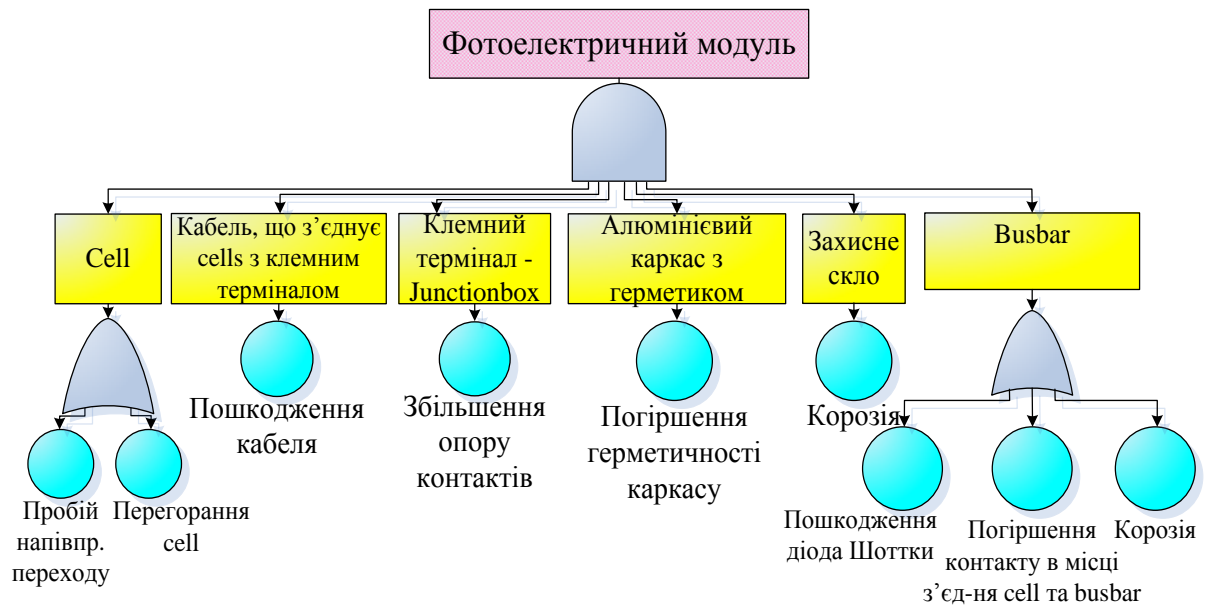 Фотоелектричний модуль
Cell
Кабель, що з’єднує
cells з клемним
терміналом
Клемний
термінал -
Junctionbox
Алюмінієвий
каркас з
герметиком
Захисне
скло
Busbar
Пошкодження
кабеля
Збільшення
опору
контактів
Погіршення
герметичності
каркасу
Корозія
Пробій
напівпр.
переходу
Перегорання
cell
Пошкодження
діода Шоттки
Погіршення
контакту в місці
з’єд-ня cell та busbar
Корозія